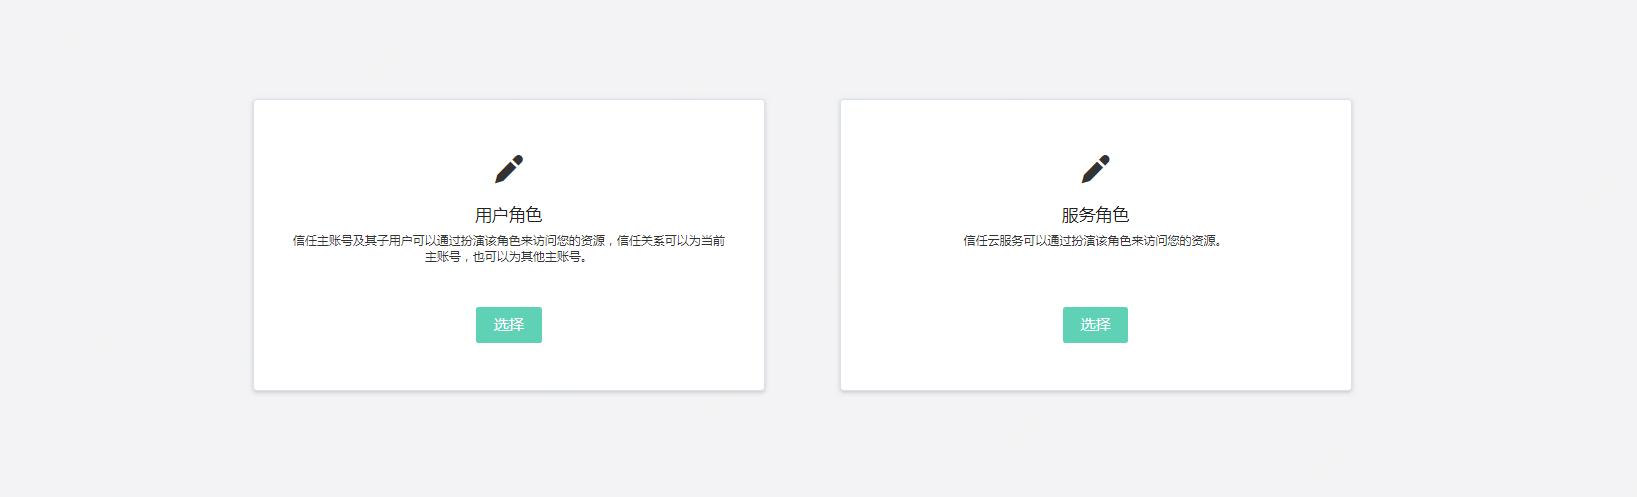 用户角色
信任主账号及其子用户可以通过扮演该角色来访问您的资源，信任关系可以为当前
主账号，也可以为其他主账号。
选择
服务角色
信任云服务可以通过扮演该角色来访问您的资源。
选择